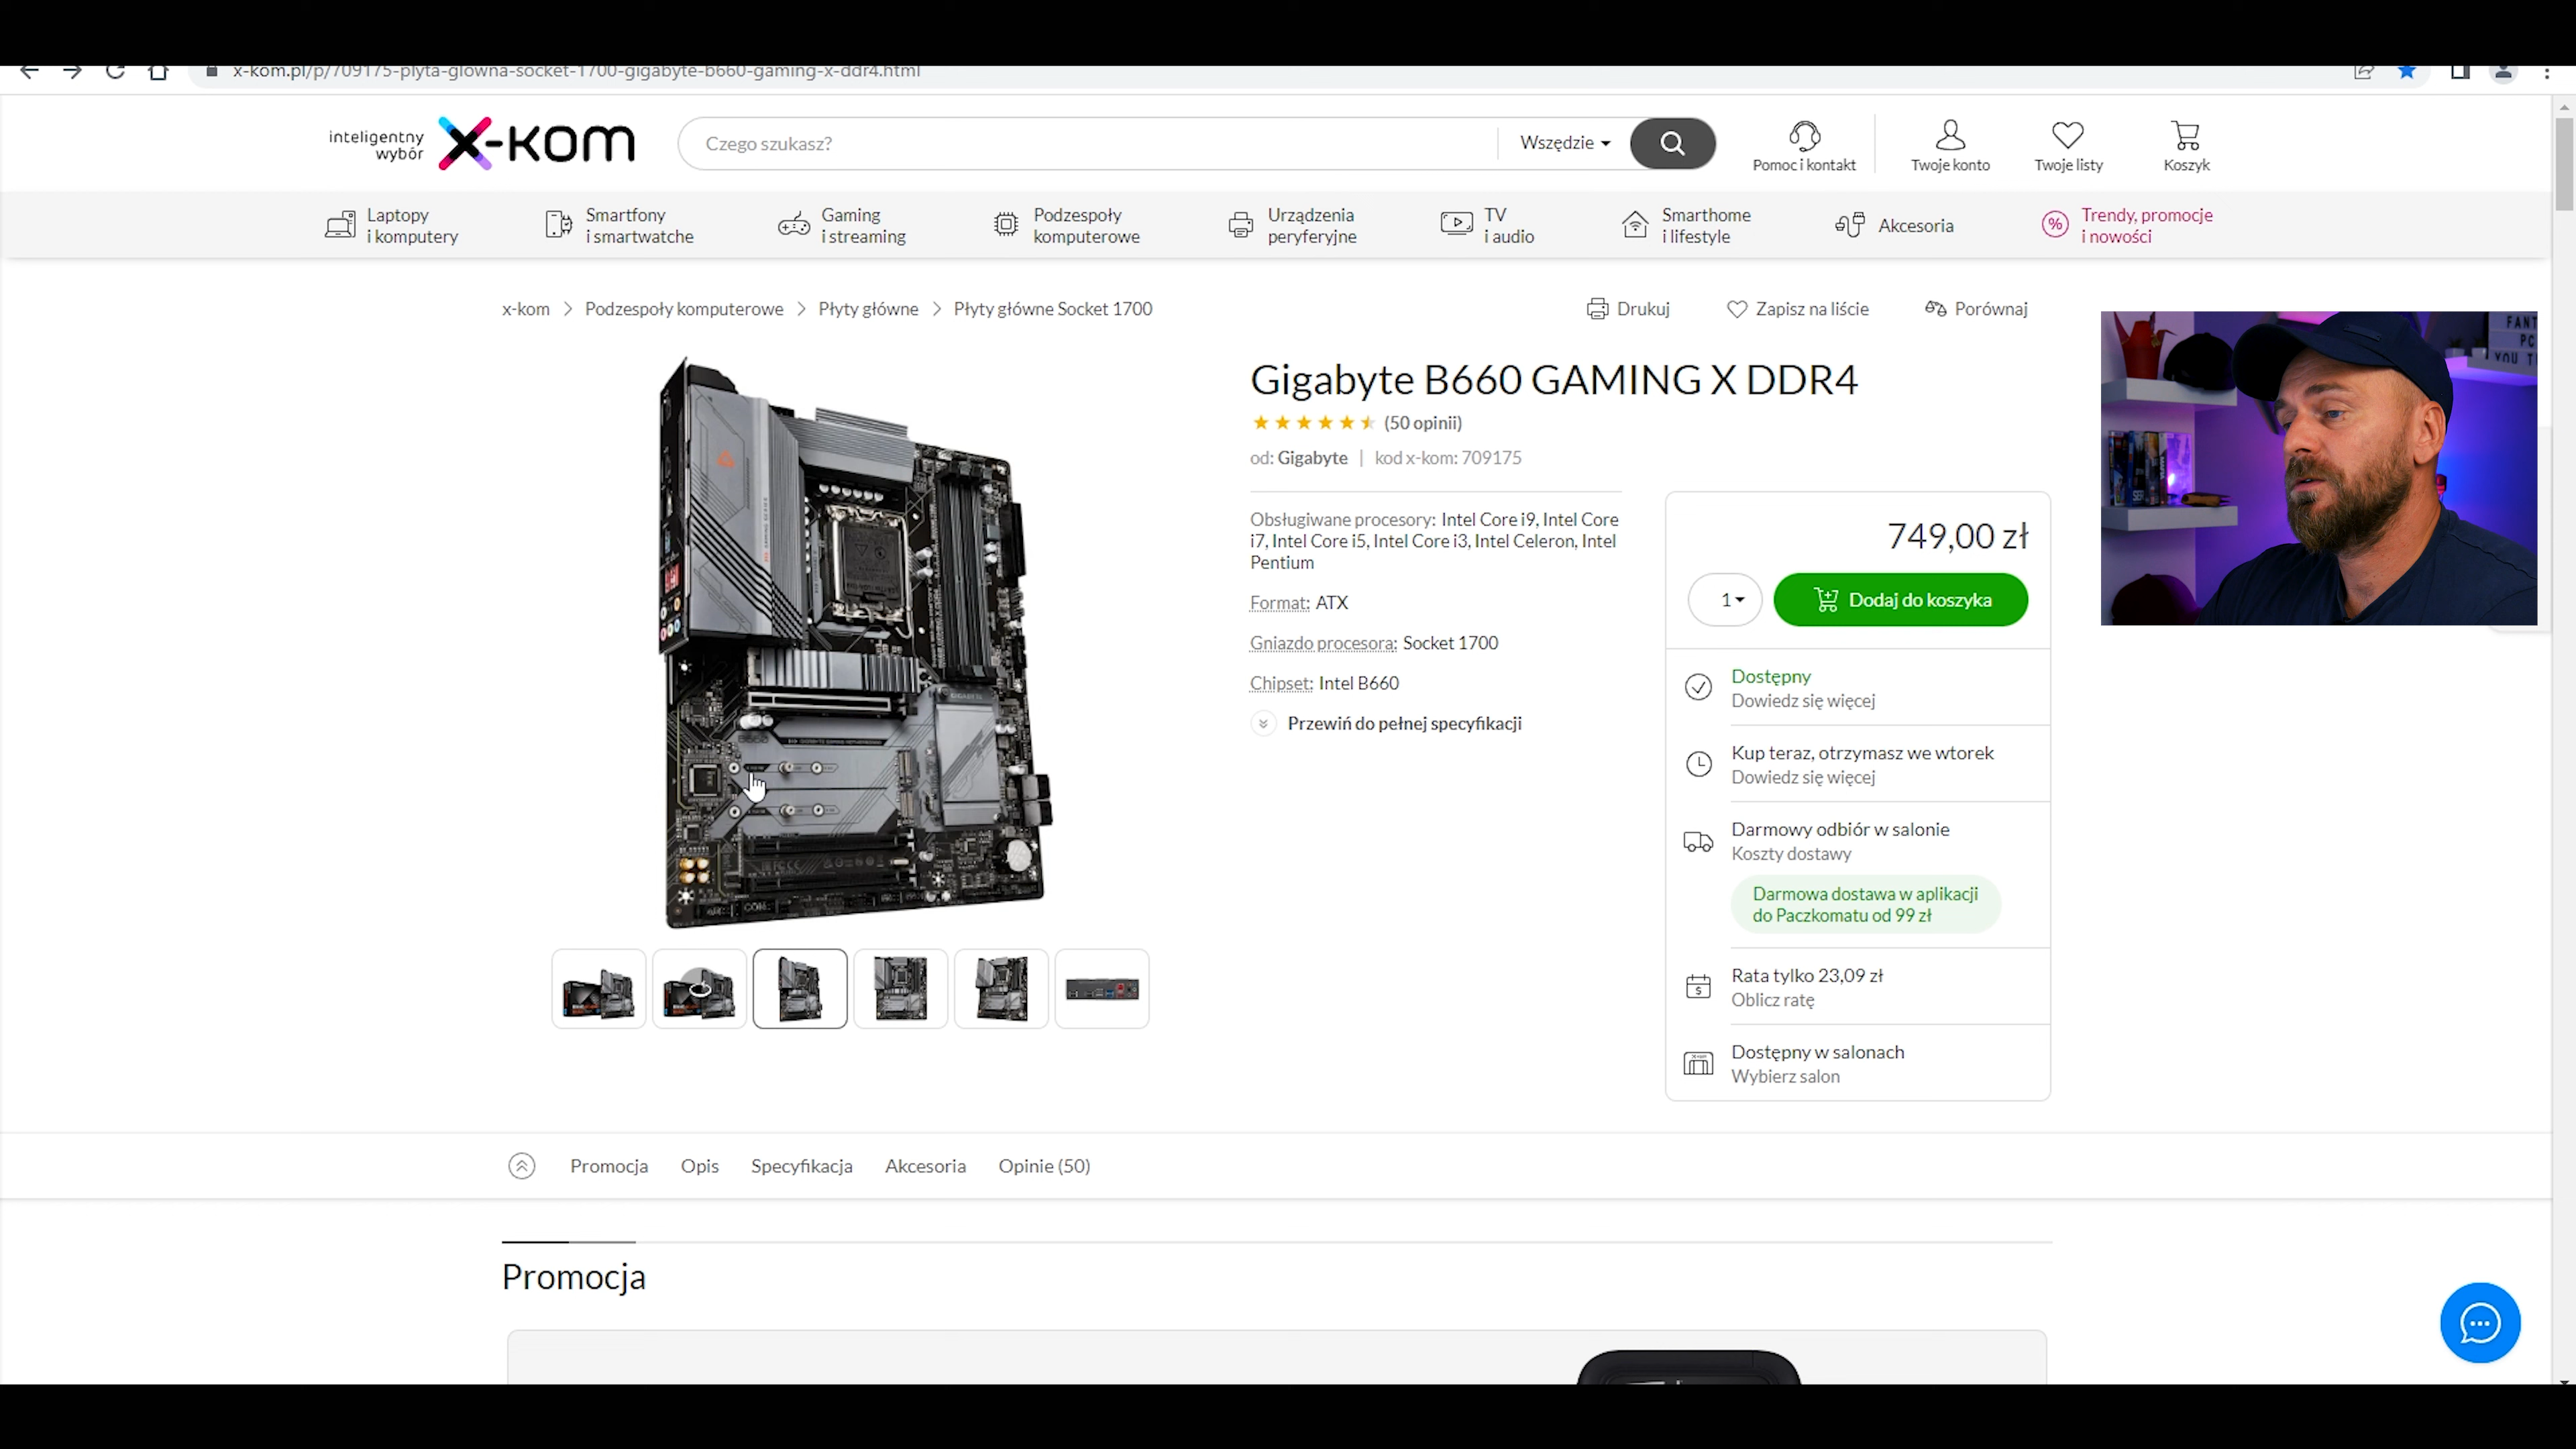 x-kom.pl/p/709175-plyta-glowna-socket-1700-gigabyte-b660-gaming-x-ddr4.html
inteligentny
wybór
x-kom
Czego szukasz?
Wszędzie
Pomoc i kontakt
Twoje konto
Twoje listy
Koszyk
Laptopy
i komputery
Smartfony
i smartwatche
Gaming
i streaming
Podzespoły
komputerowe
Urządzenia
peryferyjne
TV
i audio
Smarthome
i lifestyle
Akcesoria
%
Trendy, promocje
i nowości
x-kom > Podzespoły komputerowe > Płyty główne > Płyty główne Socket 1700
Drukuj
Zapisz na liście
Porównaj
FANT
PC
YOU T
Gigabyte B660 GAMING X DDR4
(50 opinii)
od: Gigabyte | kod x-kom: 709175
Obsługiwane procesory: Intel Core i9, Intel Core
i7, Intel Core i5, Intel Core i3, Intel Celeron, Intel
Pentium
Format: ATX
Gniazdo procesora: Socket 1700
Chipset: Intel B660
Przewiń do pełnej specyfikacji
749,00 zł
1
Dodaj do koszyka
Dostępny
Dowiedz się więcej
Kup teraz, otrzymasz we wtorek
Dowiedz się więcej
Darmowy odbiór w salonie
Koszty dostawy
Darmowa dostawa w aplikacji
do Paczkomatu od 99 zł
Rata tylko 23,09 zł
Oblicz ratę
Dostępny w salonach
Wybierz salon
Promocja
Opis
Specyfikacja
Akcesoria
Opinie (50)
Promocja